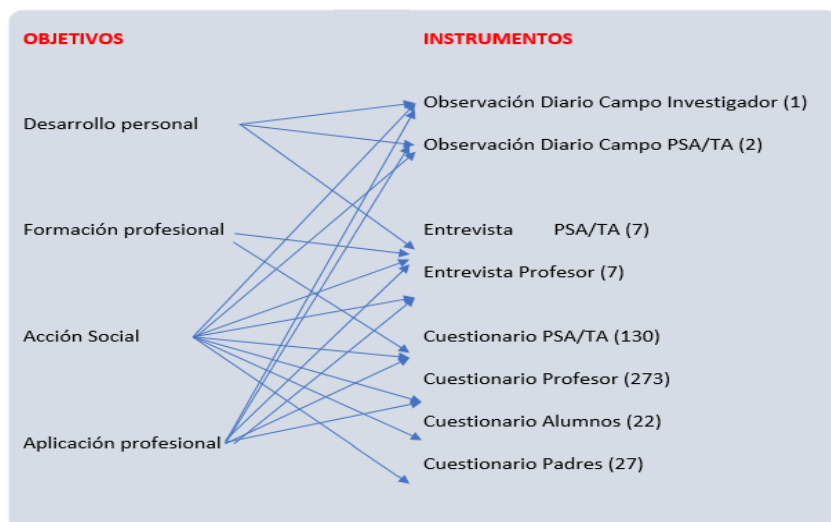 OBJETIVOS
INSTRUMENTOS
Desarrollo personal
Formación profesional
Acción Social
Aplicación profesional
Observación Diario Campo Investigador (1)
Observación Diario Campo PSA/TA (2)
Entrevista PSA/TA (7)
Entrevista Profesor (7)
Cuestionario PSA/TA (130)
Cuestionario Profesor (273)
Cuestionario Alumnos (22)
Cuestionario Padres (27)